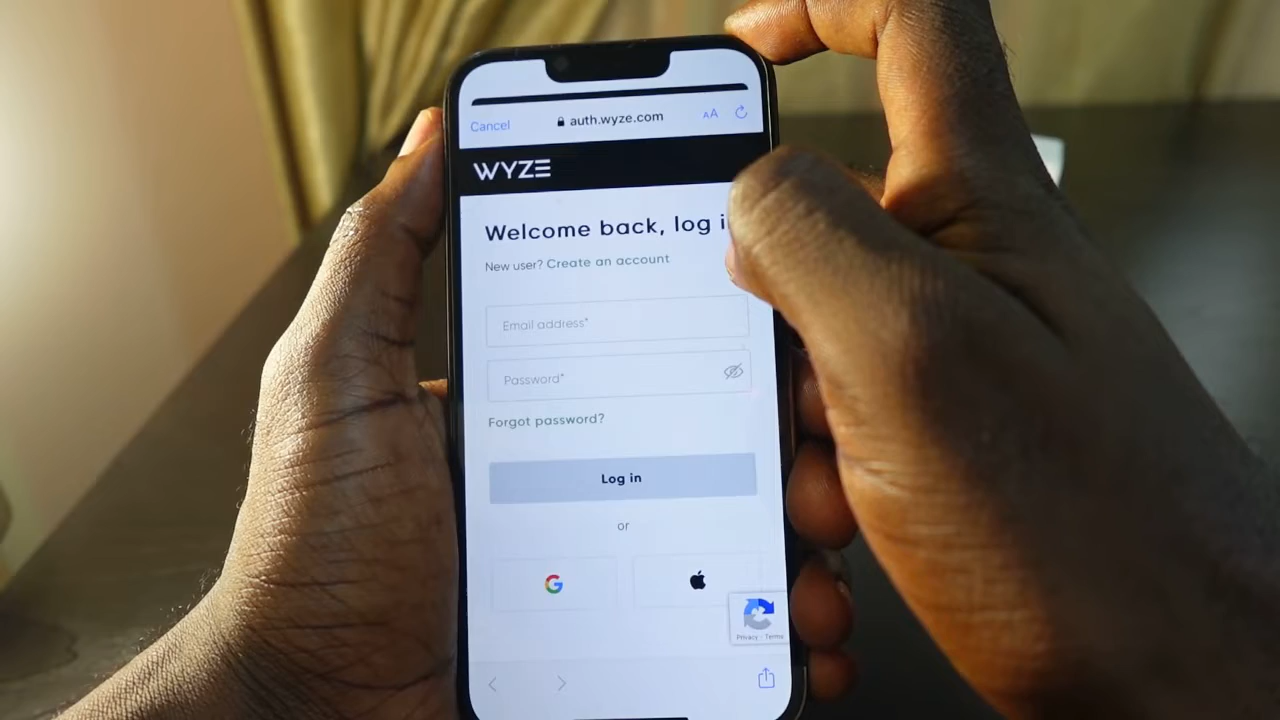 Cancel auth.wyze.com AA
WYZE
Welcome back, log
New user? Create an account
Email address*
Password*
Forgot password?
Log in
or
G
Privacy - Terms